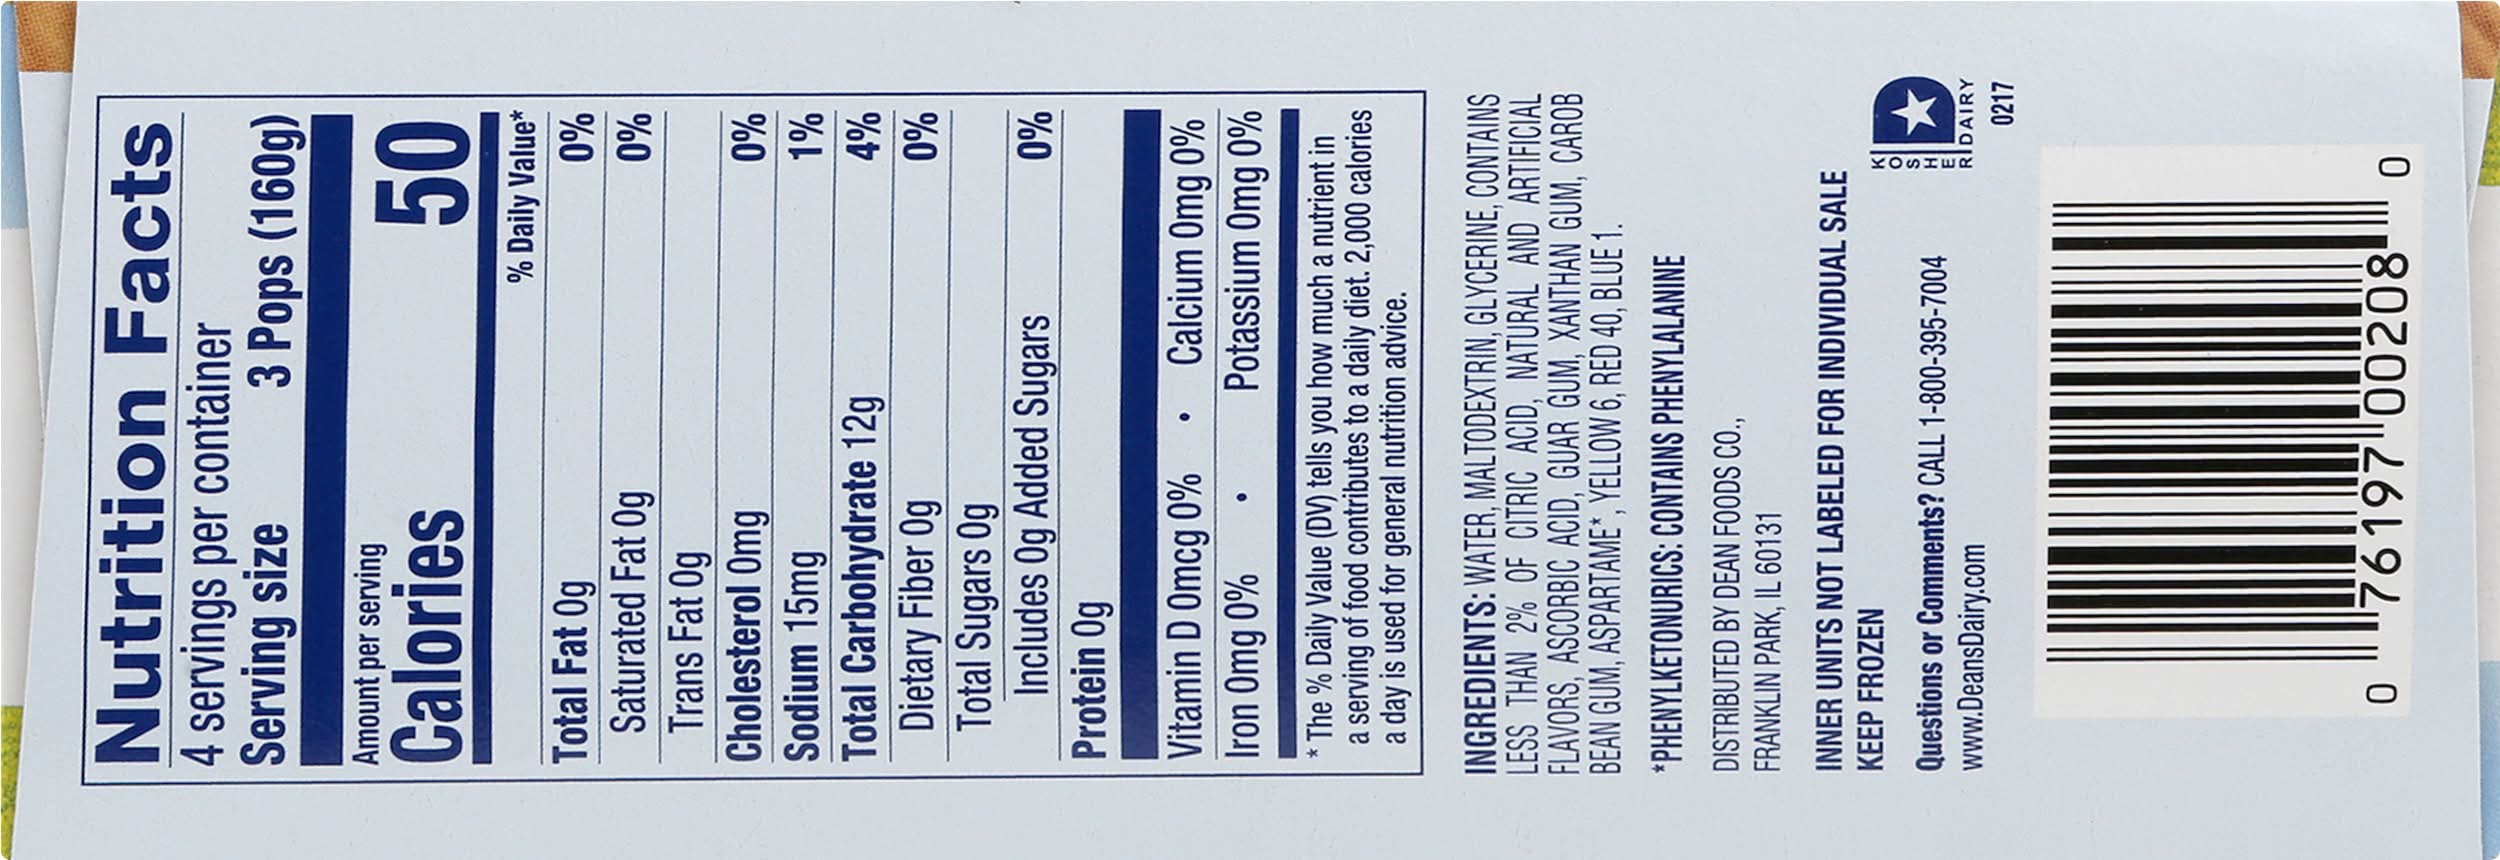 Nutrition Facts
4 servings per container
Serving size 3 Pops (160g)
Amount per serving
Calories 50
% Daily Value*
Total Fat 0g 0%
Saturated Fat 0g 0%
Trans Fat 0g
Cholesterol 0mg 0%
Sodium 15mg 1%
Total Carbohydrate 12g 4%
Dietary Fiber 0g 0%
Total Sugars 0g
Includes 0g Added Sugars 0%
Protein 0g
Vitamin D 0mcg 0% • Calcium 0mg 0%
Iron 0mg 0% • Potassium 0mg 0%
* The % Daily Value (DV) tells you how much a nutrient in
a serving of food contributes to a daily diet. 2,000 calories
a day is used for general nutrition advice.
INGREDIENTS: WATER, MALTODEXTRIN, GLYCERINE, CONTAINS
LESS THAN 2% OF CITRIC ACID, NATURAL AND ARTIFICIAL
FLAVORS, ASCORBIC ACID, GUAR GUM, XANTHAN GUM, CAROB
BEAN GUM, ASPARTAME*, YELLOW 6, RED 40, BLUE 1.
*PHENYLKETONURICS: CONTAINS PHENYLALANINE
DISTRIBUTED BY DEAN FOODS CO.,
FRANKLIN PARK, IL 60131
INNER UNITS NOT LABELED FOR INDIVIDUAL SALE
KEEP FROZEN
Questions or Comments? CALL 1-800-395-7004
www.DeansDairy.com
KOSHER
DAIRY
0217
0 76197 00208 0